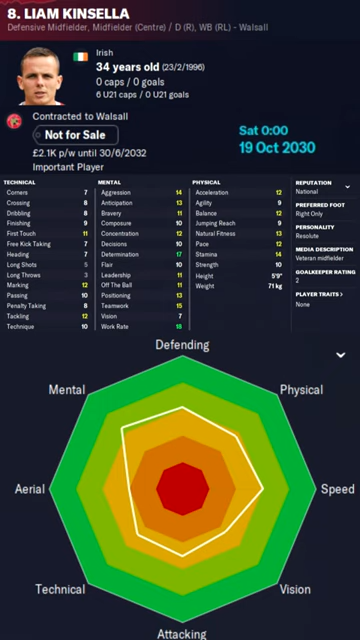 8. LIAM KINSELLA
Defensive Midfielder, Midfielder (Centre) / D (R), WB (RL) - Walsall
Irish
34 years old (23/2/1996)
0 caps / 0 goals
6 U21 caps / 0 U21 goals
Contracted to Walsall
Not for Sale
£2.1K p/w until 30/6/2032
Important Player
Sat 0:00
19 Oct 2030
TECHNICAL
Corners 7
Crossing 8
Dribbling 8
Finishing 9
First Touch 11
Free Kick Taking 7
Heading 7
Long Shots 5
Long Throws 3
Marking 12
Passing 10
Penalty Taking 8
Tackling 12
Technique 10
MENTAL
Aggression 14
Anticipation 13
Bravery 11
Composure 9
Concentration 12
Decisions 10
Determination 17
Flair 10
Leadership 11
Off The Ball 11
Positioning 13
Teamwork 15
Vision 7
Work Rate 18
PHYSICAL
Acceleration 12
Agility 9
Balance 12
Jumping Reach 9
Natural Fitness 13
Pace 12
Stamina 14
Strength 10
Height 5'9"
Weight 71 kg
REPUTATION
National
PREFERRED FOOT
Right Only
PERSONALITY
Resolute
MEDIA DESCRIPTION
Veteran midfielder
GOALKEEPER RATING
2
PLAYER TRAITS >
None
Defending
Mental
Physical
Aerial
Speed
Technical
Vision
Attacking